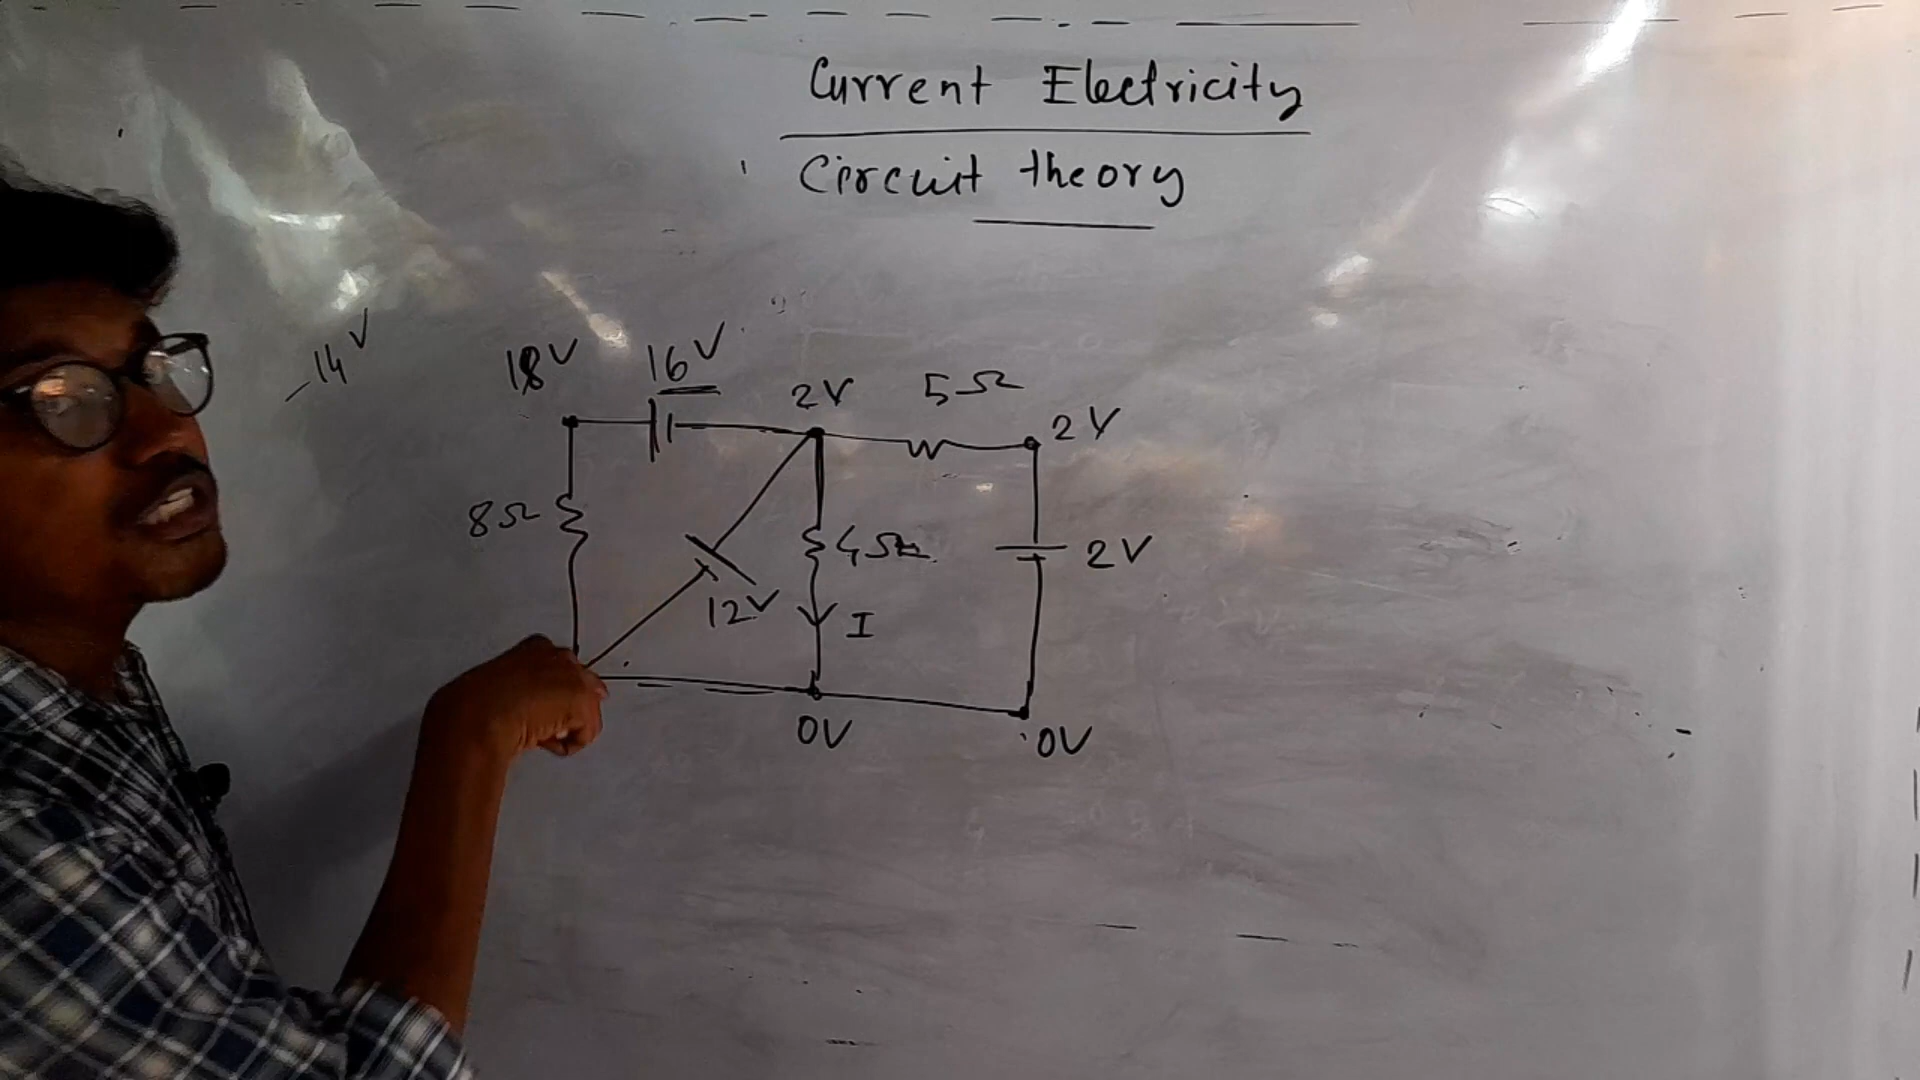 Current Electricity
Circuit theory
-14V
18V
16V
2V
5Ω
2V
8Ω
4Ω
2V
12V
I
0V
0V